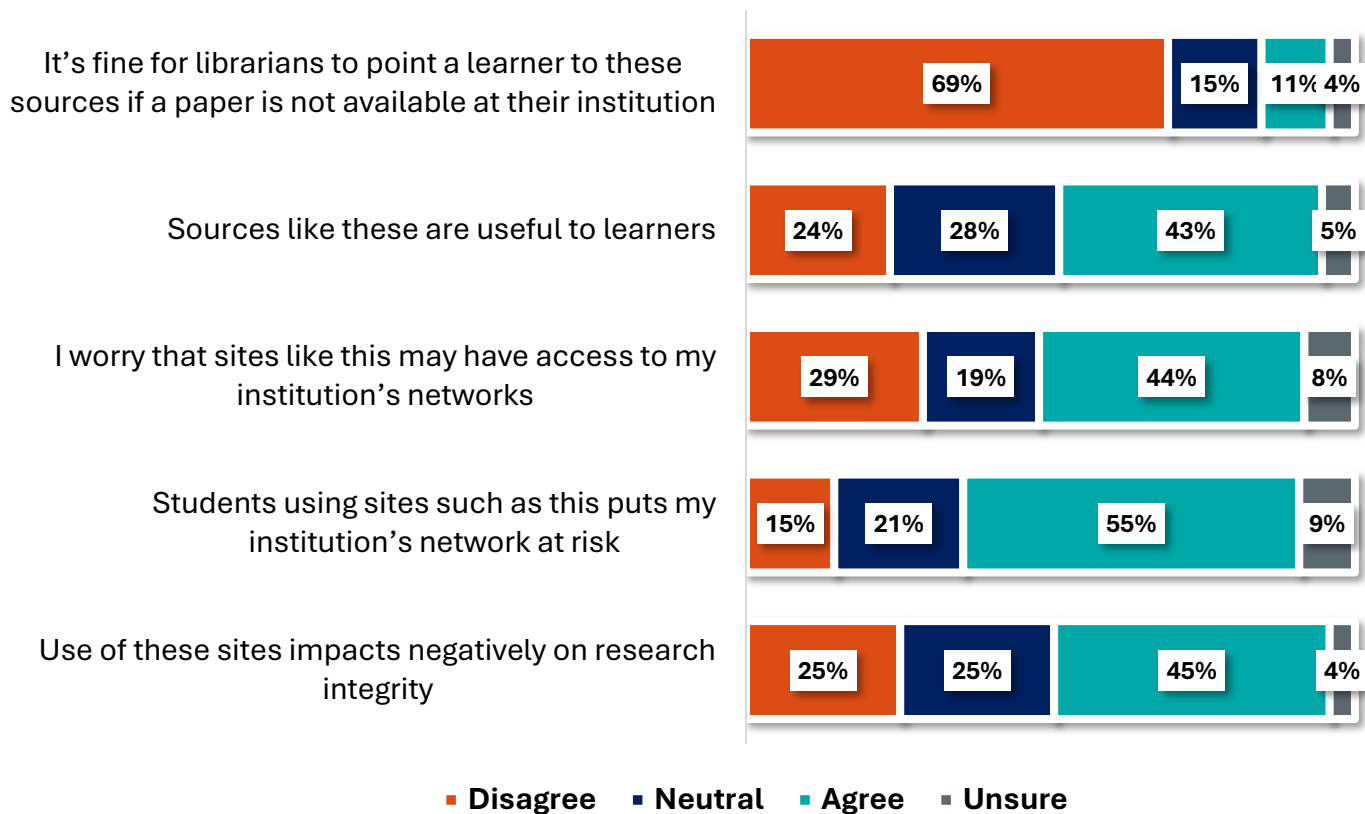 It’s fine for librarians to point a learner to these
sources if a paper is not available at their institution
69% 15% 11% 4%
Sources like these are useful to learners
24% 28% 43% 5%
I worry that sites like this may have access to my
institution’s networks
29% 19% 44% 8%
Students using sites such as this puts my
institution’s network at risk
15% 21% 55% 9%
Use of these sites impacts negatively on research
integrity
25% 25% 45% 4%
Disagree Neutral Agree Unsure